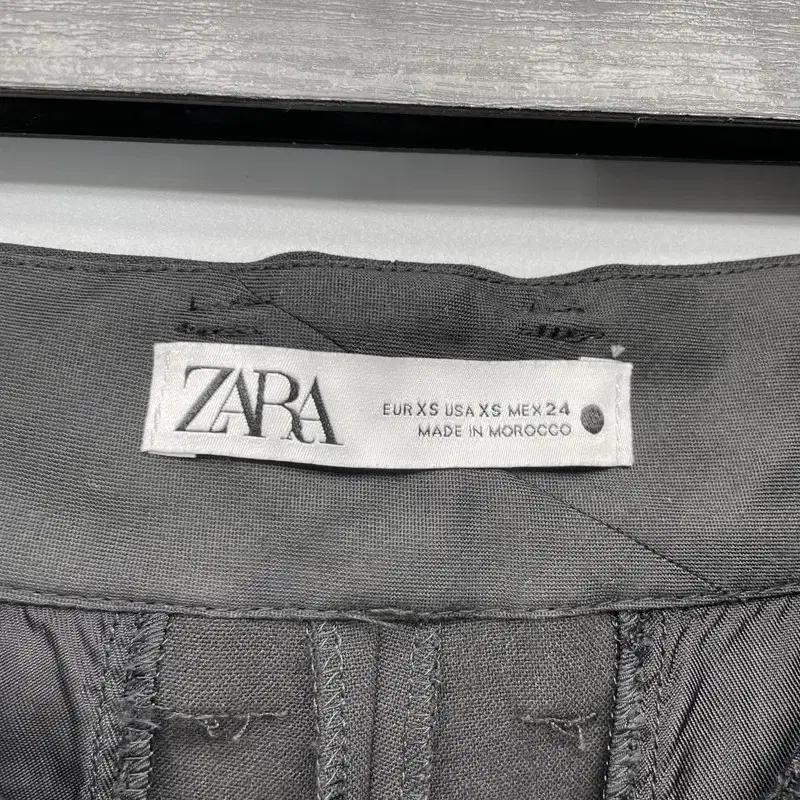 ZARA
EUR XS USA XS MEX 24
MADE IN MOROCCO